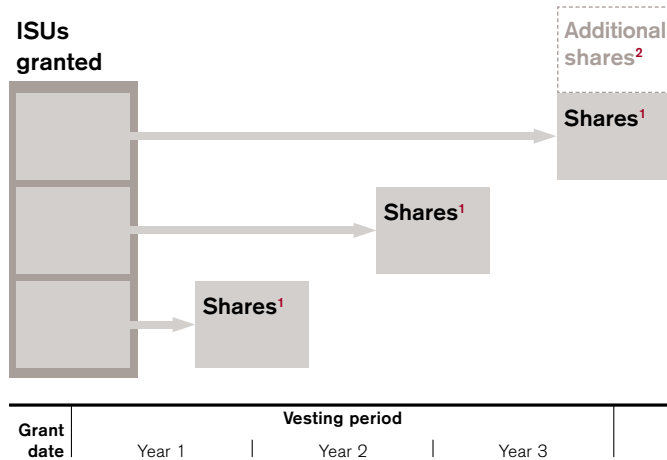 ISUs
granted
Additional
shares²
Shares¹
Shares¹
Shares¹
Grant
date
Vesting period
Year 1
Year 2
Year 3